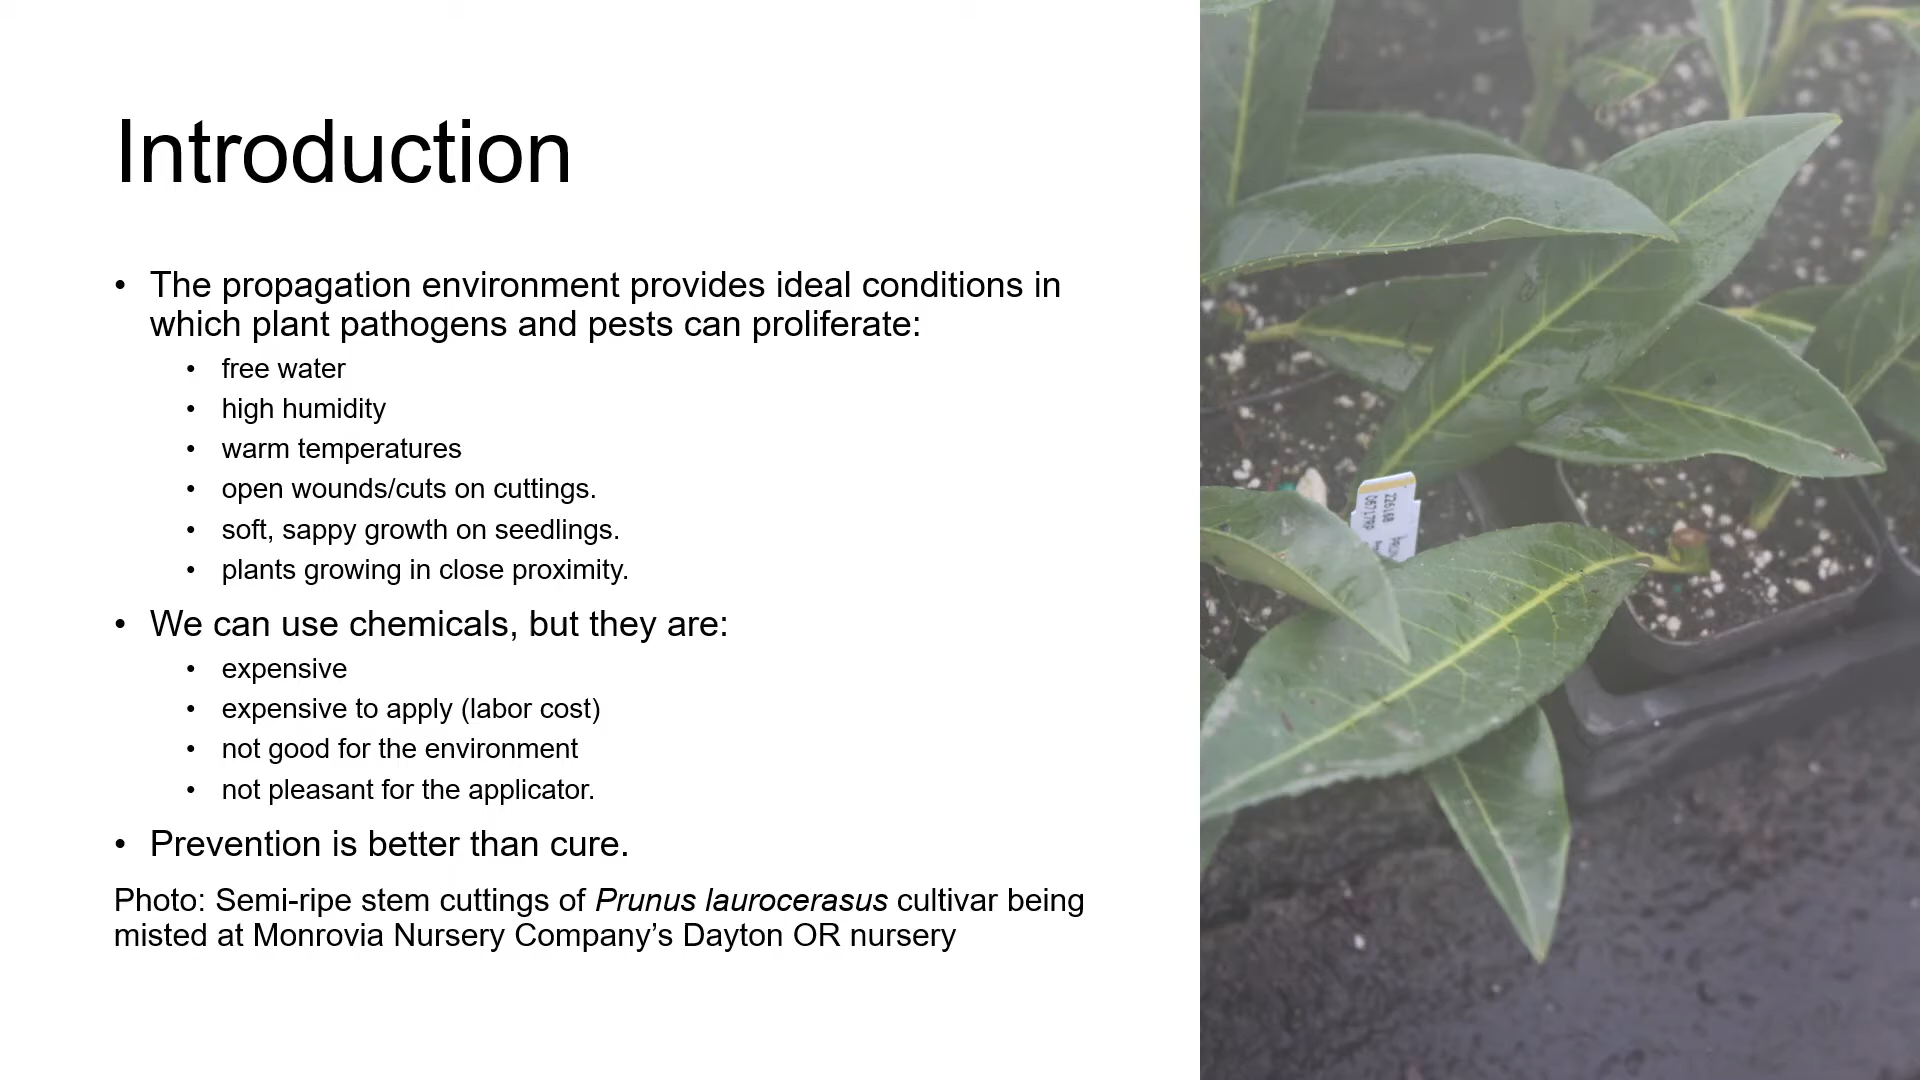 Introduction
• The propagation environment provides ideal conditions in
which plant pathogens and pests can proliferate:
• free water
• high humidity
• warm temperatures
• open wounds/cuts on cuttings.
• soft, sappy growth on seedlings.
• plants growing in close proximity.
• We can use chemicals, but they are:
• expensive
• expensive to apply (labor cost)
• not good for the environment
• not pleasant for the applicator.
• Prevention is better than cure.
Photo: Semi-ripe stem cuttings of Prunus laurocerasus cultivar being
misted at Monrovia Nursery Company’s Dayton OR nursery